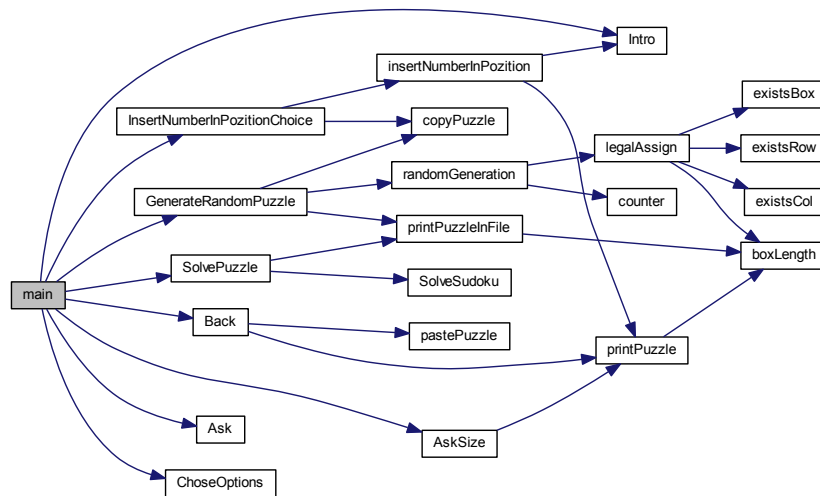 Intro
insertNumberInPozition
existsBox
InsertNumberInPozitionChoice
copyPuzzle
legalAssign
existsRow
randomGeneration
GenerateRandomPuzzle
counter
existsCol
printPuzzleInFile
boxLength
SolvePuzzle
SolveSudoku
main
Back
pastePuzzle
printPuzzle
Ask
AskSize
ChoseOptions